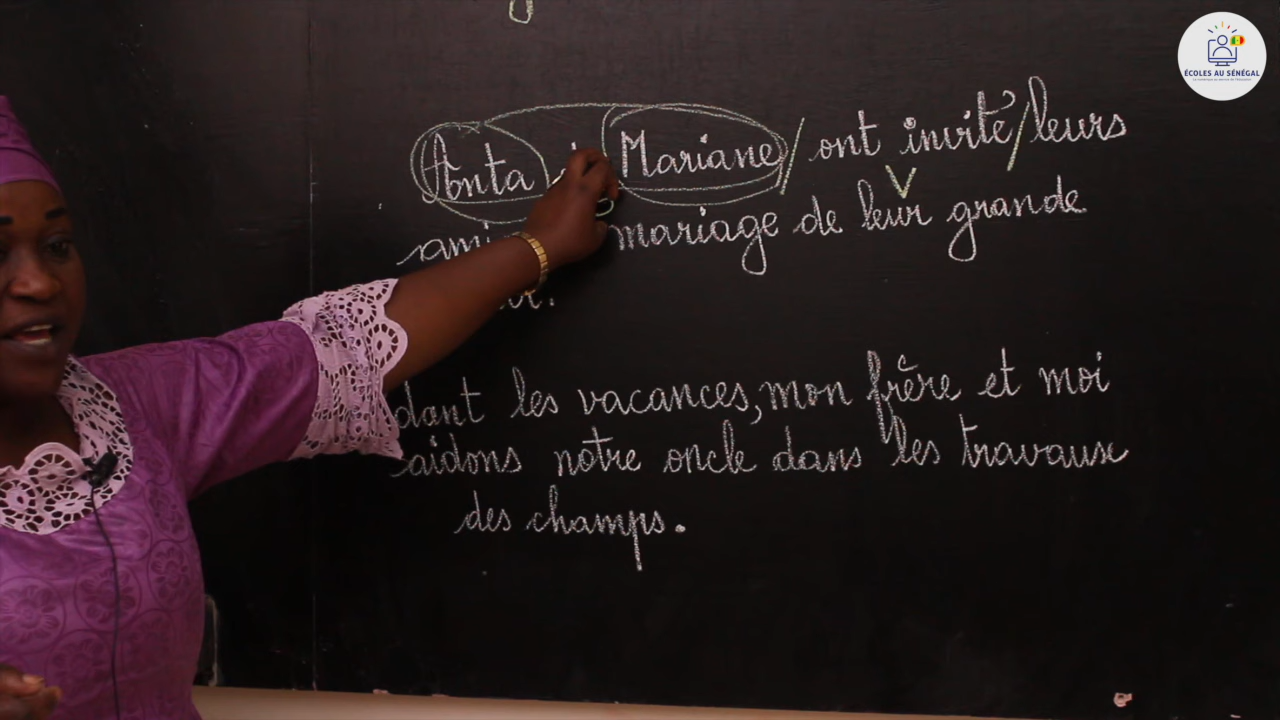 ÉCOLES AU SÉNÉGAL
Anta Mariane / ont invité / leurs
V
mariage de leur grande
les vacances, mon frère et moi
aidons notre oncle dans les travaux
des champs.